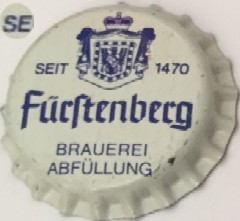 SE
SEIT 1470
Fürſtenberg
BRAUEREI
ABFÜLLUNG